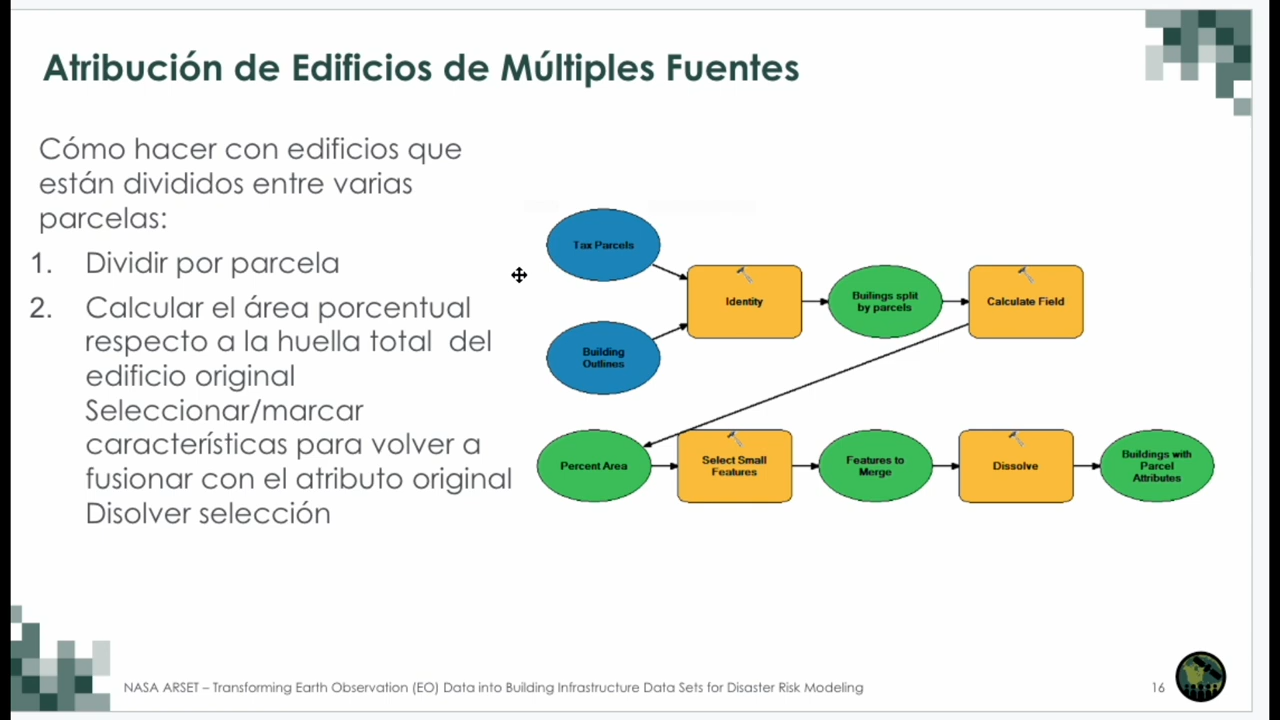 Atribución de Edificios de Múltiples Fuentes
Cómo hacer con edificios que
están divididos entre varias
parcelas:
1. Dividir por parcela
2. Calcular el área porcentual
respecto a la huella total del
edificio original
Seleccionar/marcar
características para volver a
fusionar con el atributo original
Disolver selección
Tax Parcels
Building
Outlines
Identity
Builings split
by parcels
Calculate Field
Percent Area
Select Small
Features
Features to
Merge
Dissolve
Buildings with
Parcel
Attributes
NASA ARSET – Transforming Earth Observation (EO) Data into Building Infrastructure Data Sets for Disaster Risk Modeling
16